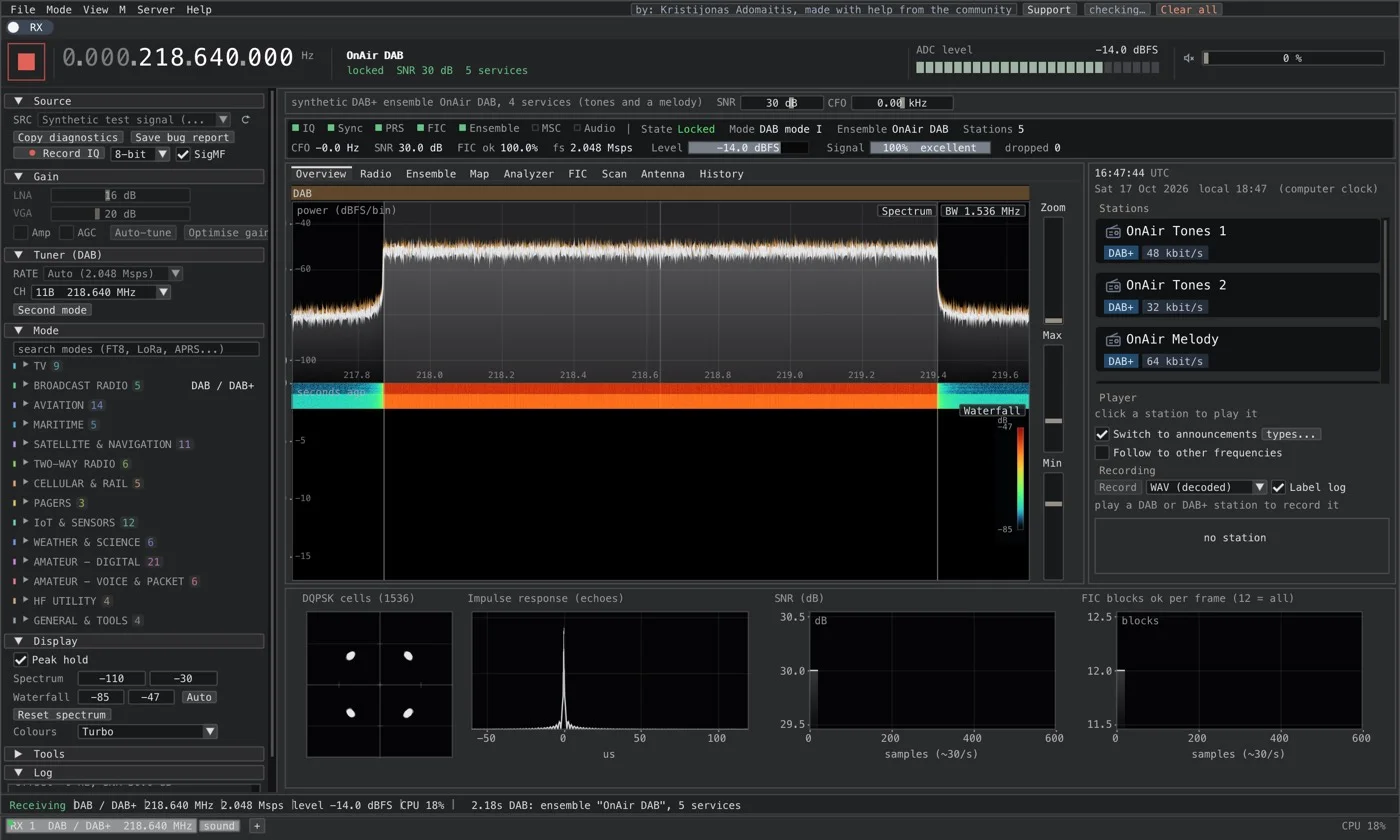 File Mode View M Server Help
by: Kristijonas Adomaitis, made with help from the community Support checking… Clear all
RX
0.000.218.640.000 Hz
OnAir DAB
locked SNR 30 dB 5 services
ADC level −14.0 dBFS
0 %
Source
SRC Synthetic test signal (...
Copy diagnostics Save bug report
Record IQ 8-bit SigMF
Gain
LNA 16 dB
VGA 20 dB
Amp AGC Auto-tune Optimise gain
Tuner (DAB)
RATE Auto (2.048 Msps)
CH 11B 218.640 MHz
Second mode
Mode
search modes (FT8, LoRa, APRS...)
TV 9
BROADCAST RADIO 5 DAB / DAB+
AVIATION 14
MARITIME 5
SATELLITE & NAVIGATION 11
TWO-WAY RADIO 6
CELLULAR & RAIL 5
PAGERS 3
IoT & SENSORS 12
WEATHER & SCIENCE 6
AMATEUR − DIGITAL 21
AMATEUR − VOICE & PACKET 6
HF UTILITY 4
GENERAL & TOOLS 4
Display
Peak hold
Spectrum −110 −30
Waterfall −85 −47 Auto
Reset spectrum
Colours Turbo
Tools
Log
synthetic DAB+ ensemble OnAir DAB, 4 services (tones and a melody) SNR 30 dB CFO 0.00 kHz
IQ Sync PRS FIC Ensemble MSC Audio | State Locked Mode DAB mode I Ensemble OnAir DAB Stations 5
CFO −0.0 Hz SNR 30.0 dB FIC ok 100.0% fs 2.048 Msps Level −14.0 dBFS Signal 100% excellent dropped 0
Overview Radio Ensemble Map Analyzer FIC Scan Antenna History
DAB
power (dBFS/bin) Spectrum BW 1.536 MHz
−40
−60
−100
217.8 218.0 218.2 218.4 218.6 218.8 219.0 219.2 219.4 219.6
seconds ago
Waterfall
dB
−47
−85
−5
−10
−15
Zoom
Max
Min
16:47:44 UTC
Sat 17 Oct 2026 local 18:47 (computer clock)
Stations
OnAir Tones 1
DAB+ 48 kbit/s
OnAir Tones 2
DAB+ 32 kbit/s
OnAir Melody
DAB+ 64 kbit/s
Player
click a station to play it
Switch to announcements types...
Follow to other frequencies
Recording
Record WAV (decoded) Label log
play a DAB or DAB+ station to record it
no station
DQPSK cells (1536)
Impulse response (echoes)
−50 0 50 100
us
SNR (dB)
dB
30.5
30.0
29.5
0 200 400 600
samples (~30/s)
FIC blocks ok per frame (12 = all)
blocks
12.5
12.0
11.5
0 200 400 600
samples (~30/s)
Receiving DAB / DAB+ 218.640 MHz 2.048 Msps level −14.0 dBFS CPU 18% | 2.18s DAB: ensemble "OnAir DAB", 5 services
RX 1 DAB / DAB+ 218.640 MHz sound + CPU 18%